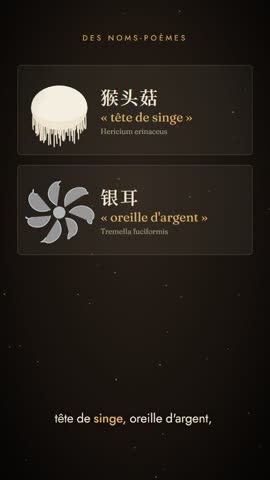 DES NOMS-POÈMES
猴头菇
« tête de singe »
Hericium erinaceus
银耳
« oreille d'argent »
Tremella fuciformis
tête de singe, oreille d'argent,